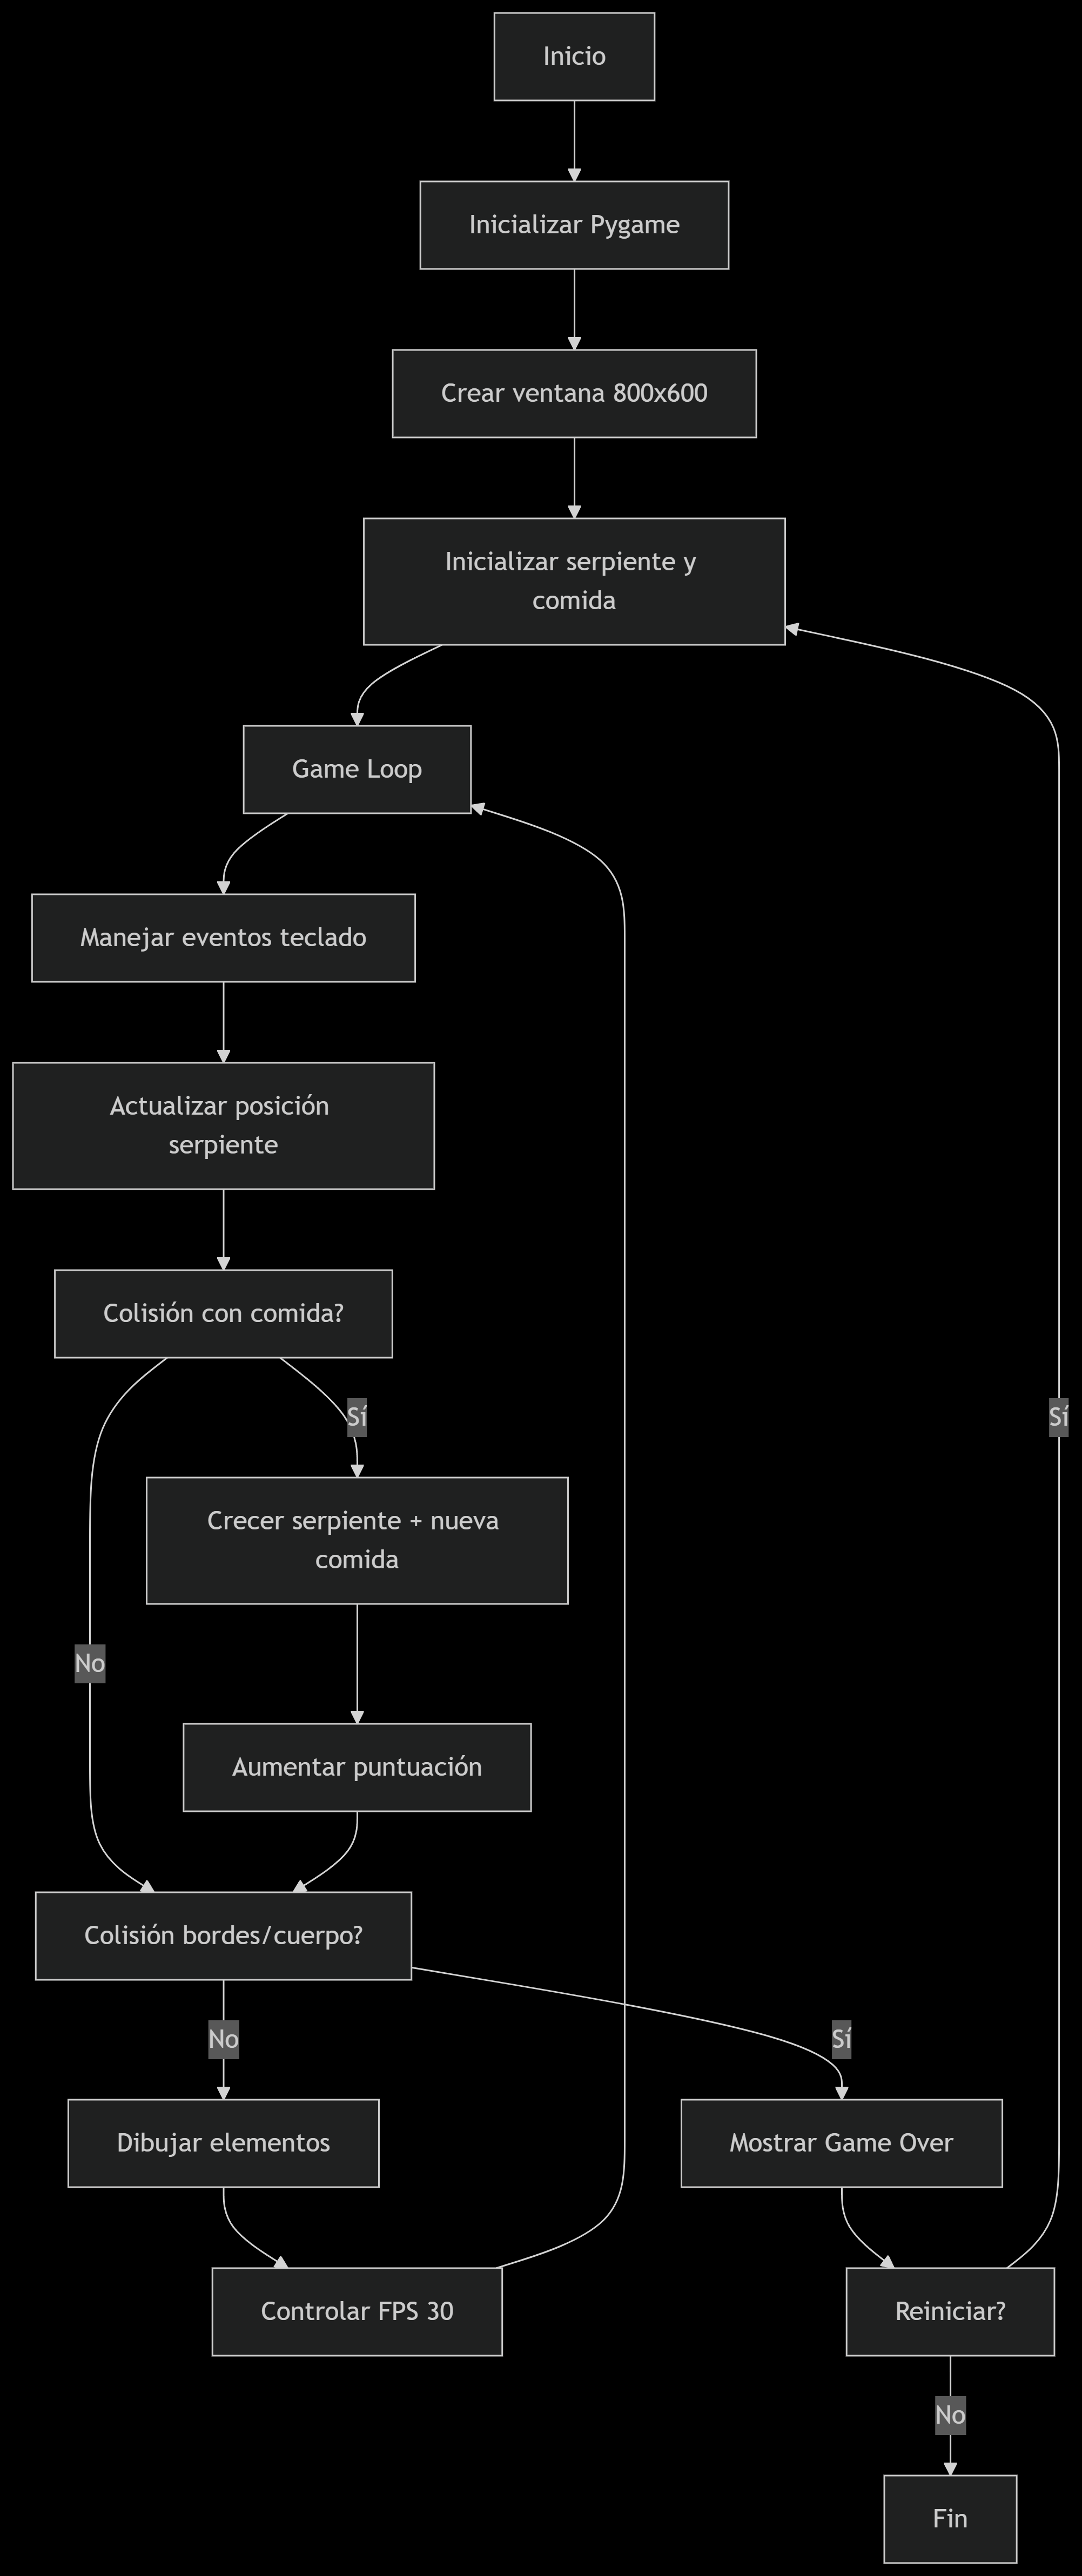 Inicio
Inicializar Pygame
Crear ventana 800x600
Inicializar serpiente y
comida
Game Loop
Manejar eventos teclado
Actualizar posición
serpiente
Colisión con comida?
Sí
Sí
Crecer serpiente + nueva
comida
No
Aumentar puntuación
Colisión bordes/cuerpo?
No
Sí
Dibujar elementos
Mostrar Game Over
Controlar FPS 30
Reiniciar?
No
Fin